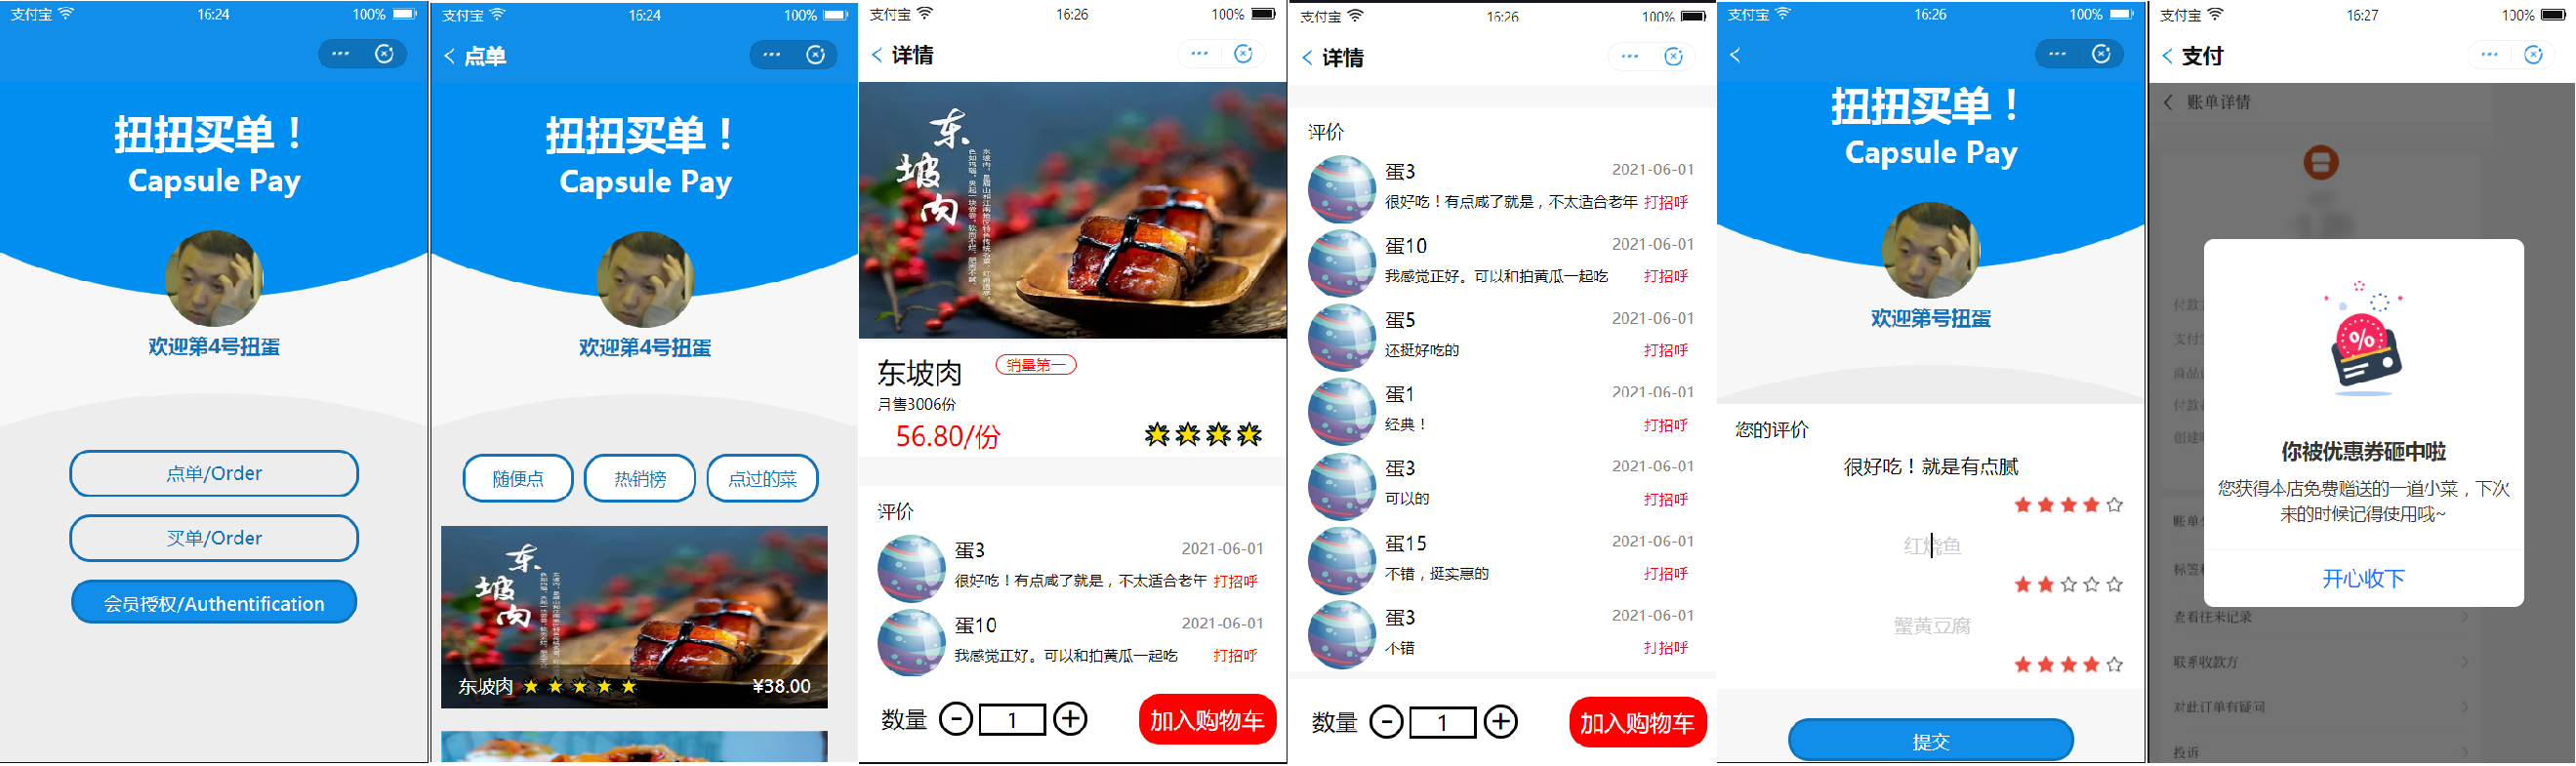 支付宝 16:24 100%
扭扭买单！
Capsule Pay
欢迎第4号扭蛋
点单/Order
买单/Order
会员授权/Authentification
支付宝 16:24 100%
点单
扭扭买单！
Capsule Pay
欢迎第4号扭蛋
随便点 热销榜 点过的菜
东坡肉
东坡肉 ¥38.00
支付宝 16:26 100%
详情
东坡肉
东坡肉 销量第一
月售3006份
56.80/份
评价
蛋3 2021-06-01
很好吃！有点咸了就是，不太适合老年 打招呼
蛋10 2021-06-01
我感觉正好。可以和拍黄瓜一起吃 打招呼
数量 - 1 + 加入购物车
支付宝 16:26 100%
详情
评价
蛋3 2021-06-01
很好吃！有点咸了就是，不太适合老年 打招呼
蛋10 2021-06-01
我感觉正好。可以和拍黄瓜一起吃 打招呼
蛋5 2021-06-01
还挺好吃的 打招呼
蛋1 2021-06-01
经典！ 打招呼
蛋3 2021-06-01
可以的 打招呼
蛋15 2021-06-01
不错，挺实惠的 打招呼
蛋3 2021-06-01
不错 打招呼
数量 - 1 + 加入购物车
支付宝 16:26 100%
扭扭买单！
Capsule Pay
欢迎第号扭蛋
您的评价
很好吃！就是有点腻
红烧鱼
蟹黄豆腐
提交
支付宝 16:27 100%
支付
账单详情
%
你被优惠券砸中啦
您获得本店免费赠送的一道小菜，下次
来的时候记得使用哦~
开心收下
查看往来记录
联系收款方
对此订单有疑问
投诉